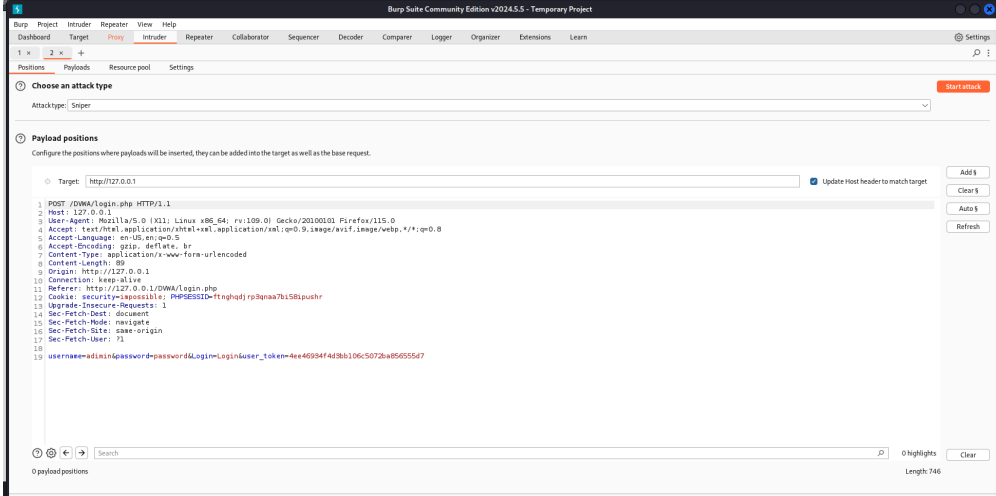 Burp Suite Community Edition v2024.5.5 - Temporary Project
Burp Project Intruder Repeater View Help
Dashboard Target Proxy Intruder Repeater Collaborator Sequencer Decoder Comparer Logger Organizer Extensions Learn Settings
1 × 2 × +
Positions Payloads Resource pool Settings
Choose an attack type
Start attack
Attack type: Sniper
Payload positions
Configure the positions where payloads will be inserted, they can be added into the target as well as the base request.
Target: http://127.0.0.1
Update Host header to match target
Add §
Clear §
Auto §
Refresh
1 POST /DVWA/login.php HTTP/1.1
2 Host: 127.0.0.1
3 User-Agent: Mozilla/5.0 (X11; Linux x86_64; rv:109.0) Gecko/20100101 Firefox/115.0
4 Accept: text/html,application/xhtml+xml,application/xml;q=0.9,image/avif,image/webp,*/*;q=0.8
5 Accept-Language: en-US,en;q=0.5
6 Accept-Encoding: gzip, deflate, br
7 Content-Type: application/x-www-form-urlencoded
8 Content-Length: 89
9 Origin: http://127.0.0.1
10 Connection: keep-alive
11 Referer: http://127.0.0.1/DVWA/login.php
12 Cookie: security=impossible; PHPSESSID=ftnghqdjrp3qnaa7bi58ipushr
13 Upgrade-Insecure-Requests: 1
14 Sec-Fetch-Dest: document
15 Sec-Fetch-Mode: navigate
16 Sec-Fetch-Site: same-origin
17 Sec-Fetch-User: ?1
18
19 username=adimin&password=password&Login=Login&user_token=4ee46934f4d3bb106c5072ba856555d7
Search
0 highlights
Clear
0 payload positions
Length: 746